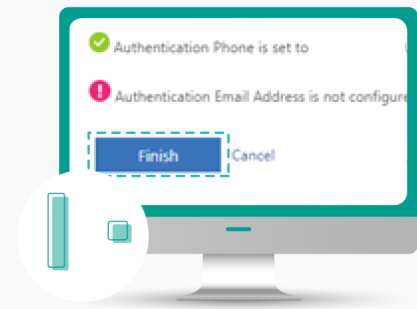 Authentication Phone is set to
Authentication Email Address is not configure
Finish
Cancel